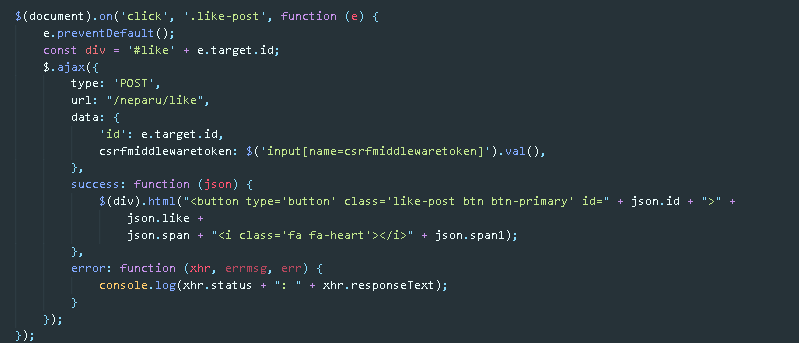 $(document).on('click', '.like-post', function (e) {
e.preventDefault();
const div = '#like' + e.target.id;
$.ajax({
type: 'POST',
url: "/neparu/like",
data: {
'id': e.target.id,
csrfmiddlewaretoken: $('input[name=csrfmiddlewaretoken]').val(),
},
success: function (json) {
$(div).html("<button type='button' class='like-post btn btn-primary' id=" + json.id + ">" +
json.like +
json.span + "<i class='fa fa-heart'></i>" + json.span1);
},
error: function (xhr, errmsg, err) {
console.log(xhr.status + ": " + xhr.responseText);
}
});
});